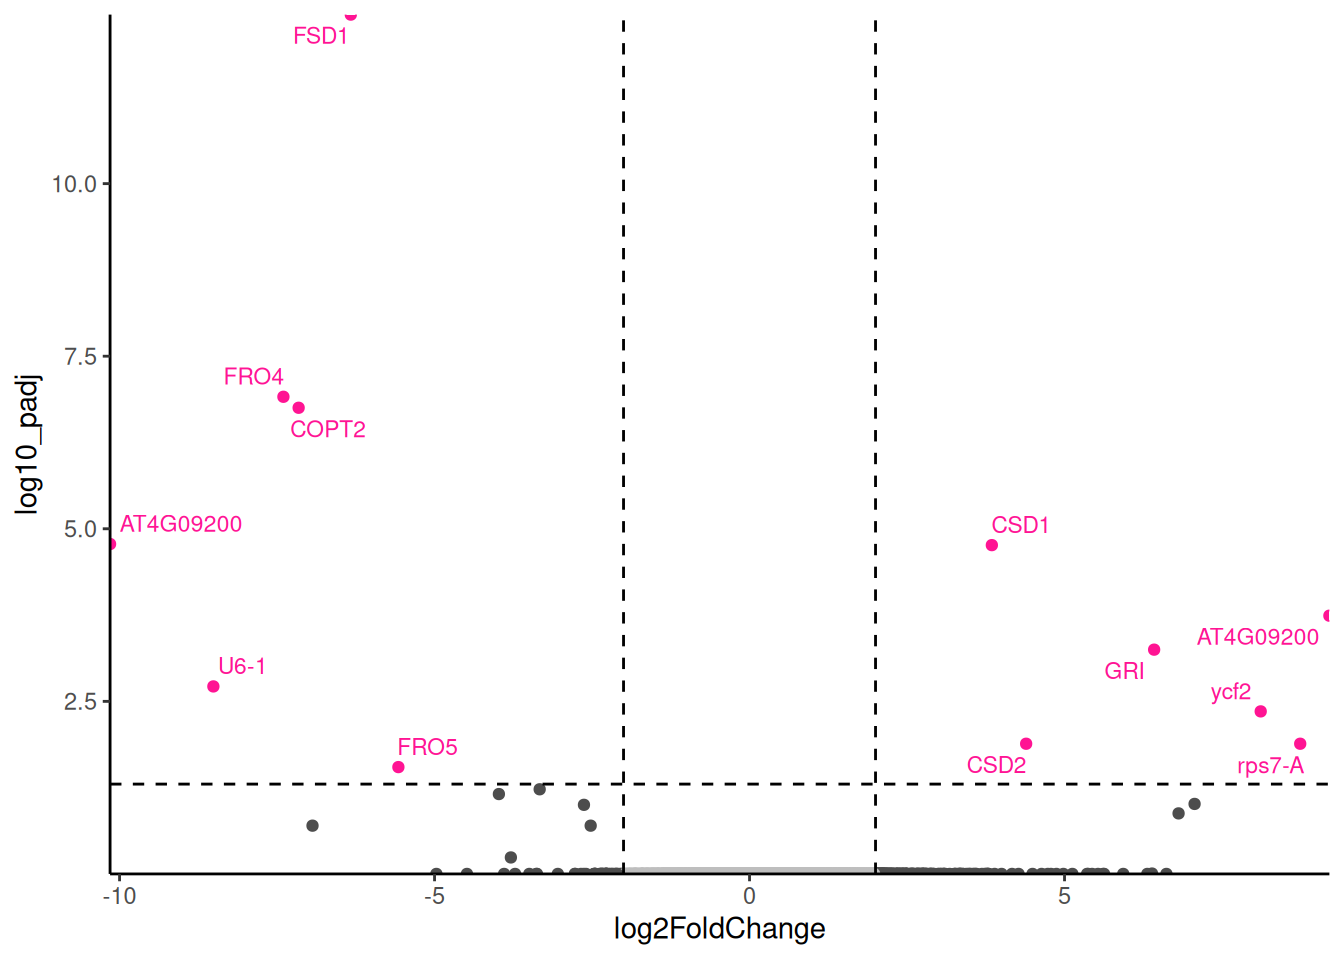 FSD1
10.0
7.5
FRO4
COPT2
5.0
AT4G09200
CSD1
AT4G09200
GRI
U6-1
ycf2
2.5
FRO5
CSD2
rps7-A
log10_padj
-10
-5
0
5
log2FoldChange